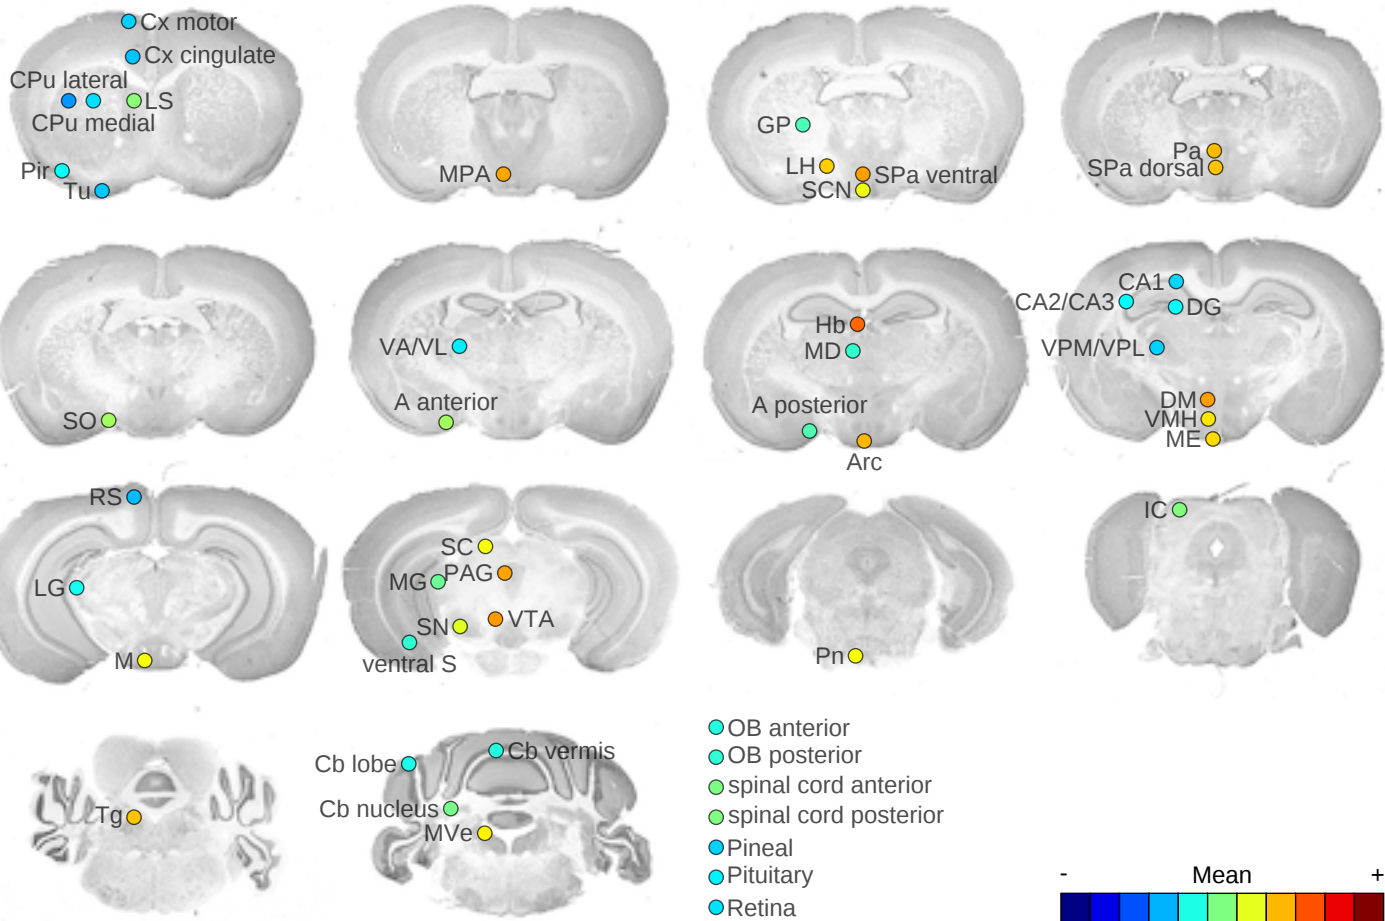 Cx motor
Cx cingulate
CPu lateral
LS
CPu medial
Pir
Tu
MPA
GP
LH
SPa ventral
SCN
Pa
SPa dorsal
SO
VA/VL
A anterior
Hb
MD
A posterior
Arc
CA1
CA2/CA3
DG
VPM/VPL
DM
VMH
ME
RS
LG
M
SC
MG
PAG
SN
VTA
ventral S
Pn
IC
Tg
Cb lobe
Cb vermis
Cb nucleus
MVe
OB anterior
OB posterior
spinal cord anterior
spinal cord posterior
Pineal
Pituitary
Retina
- Mean +